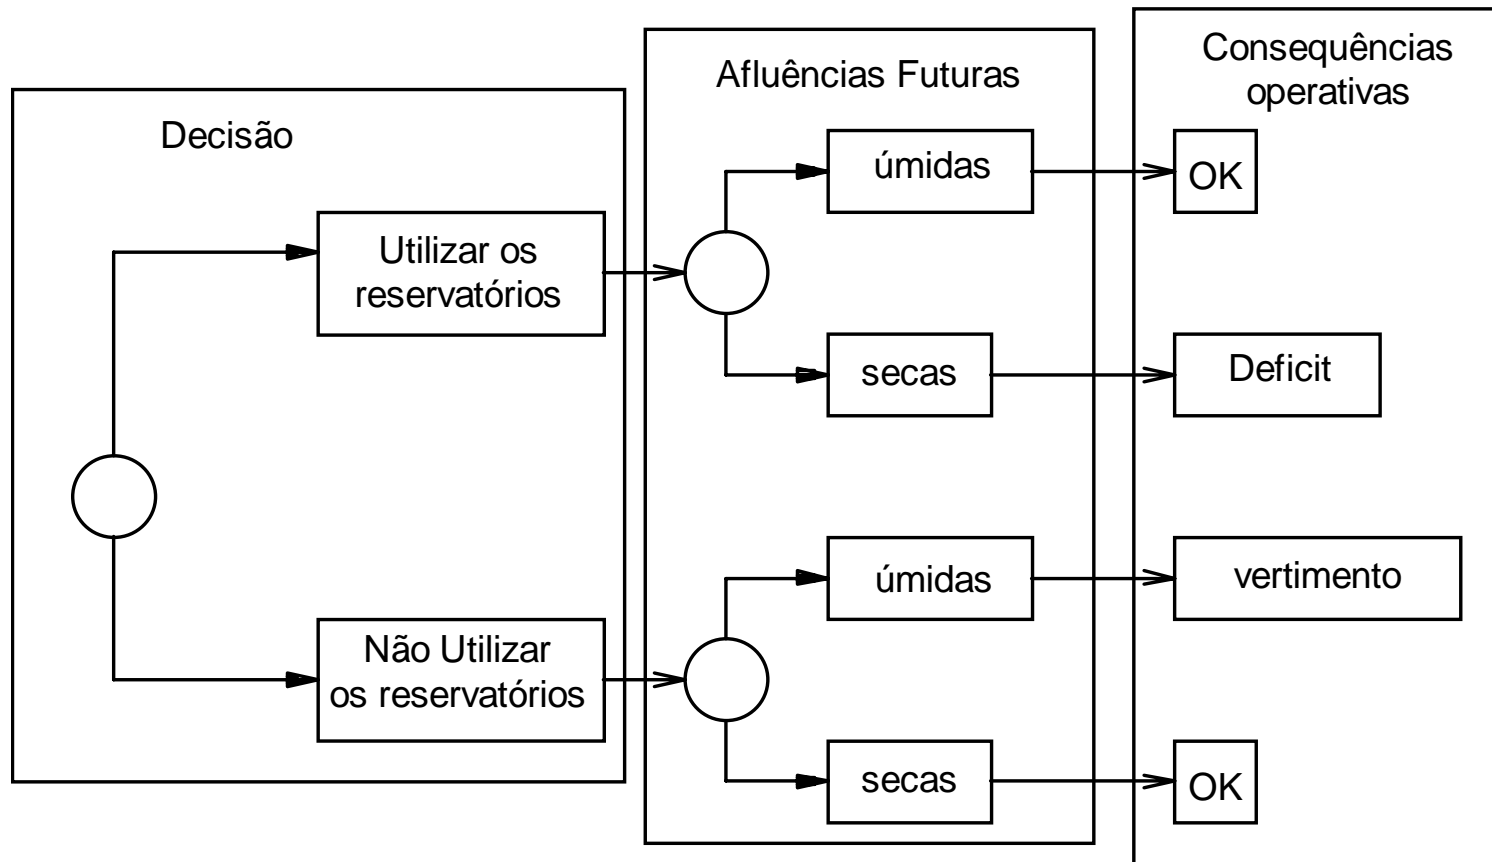 Decisão
Utilizar os
reservatórios
Não Utilizar
os reservatórios
Afluências Futuras
úmidas
secas
úmidas
secas
Consequências
operativas
OK
Deficit
vertimento
OK